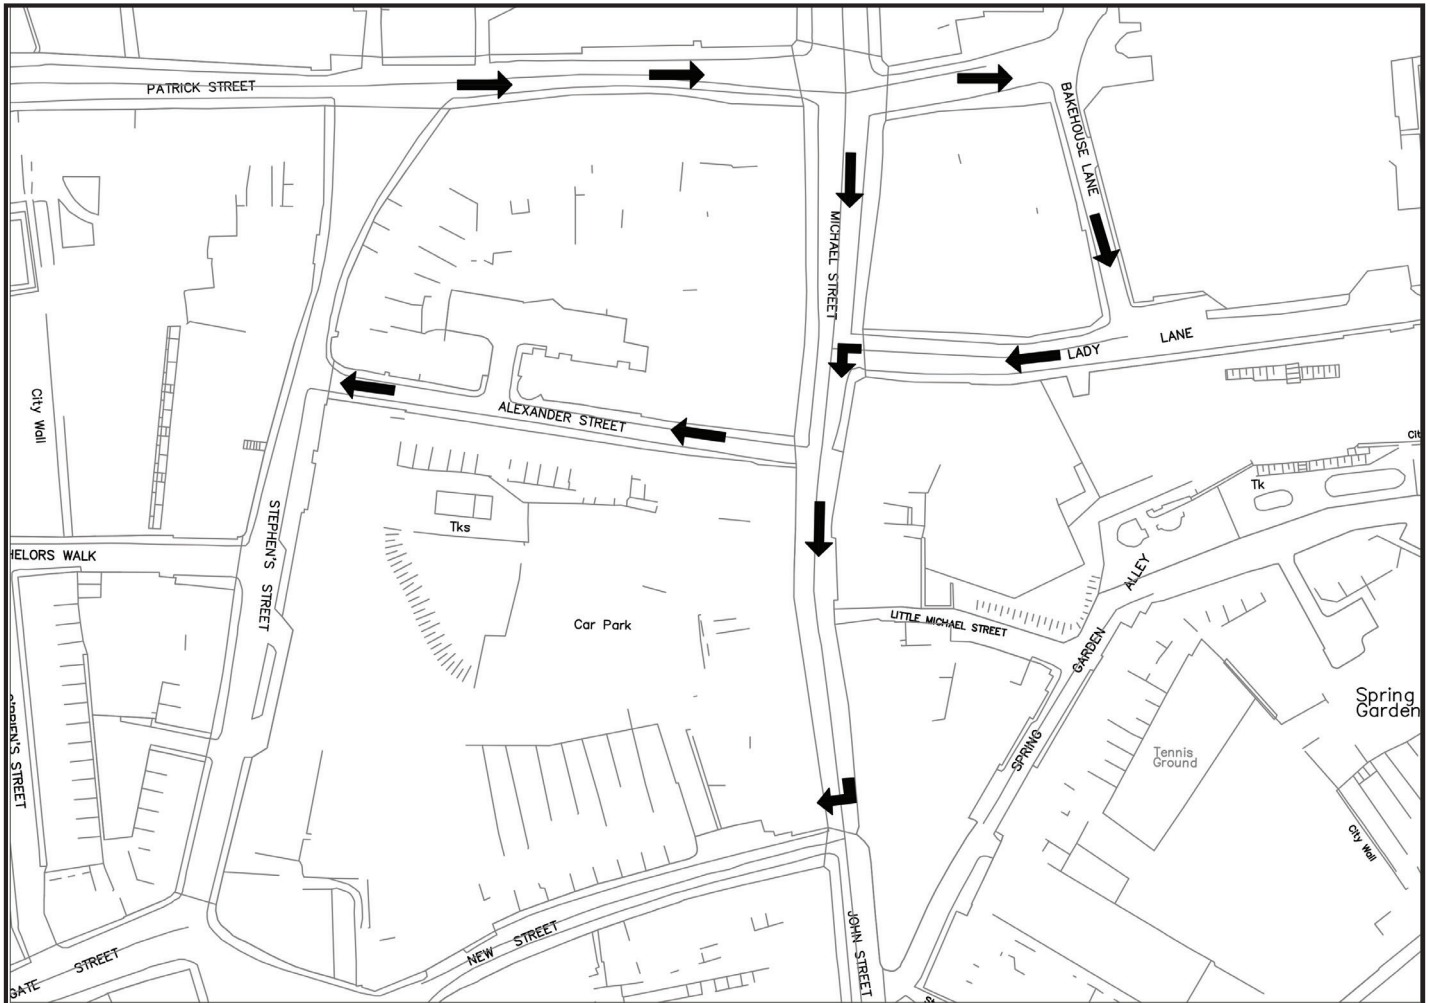 PATRICK STREET
BAKEHOUSE LANE
MICHAEL STREET
LADY LANE
City Wall
ALEXANDER STREET
Cit
Tk
STEPHEN'S STREET
Tks
HELORS WALK
ALLEY
Car Park
LITTLE MICHAEL STREET
GARDEN
Spring
Garden
O'BRIEN'S STREET
SPRING
Tennis
Ground
City Wall
JOHN STREET
NEW STREET
GATE STREET